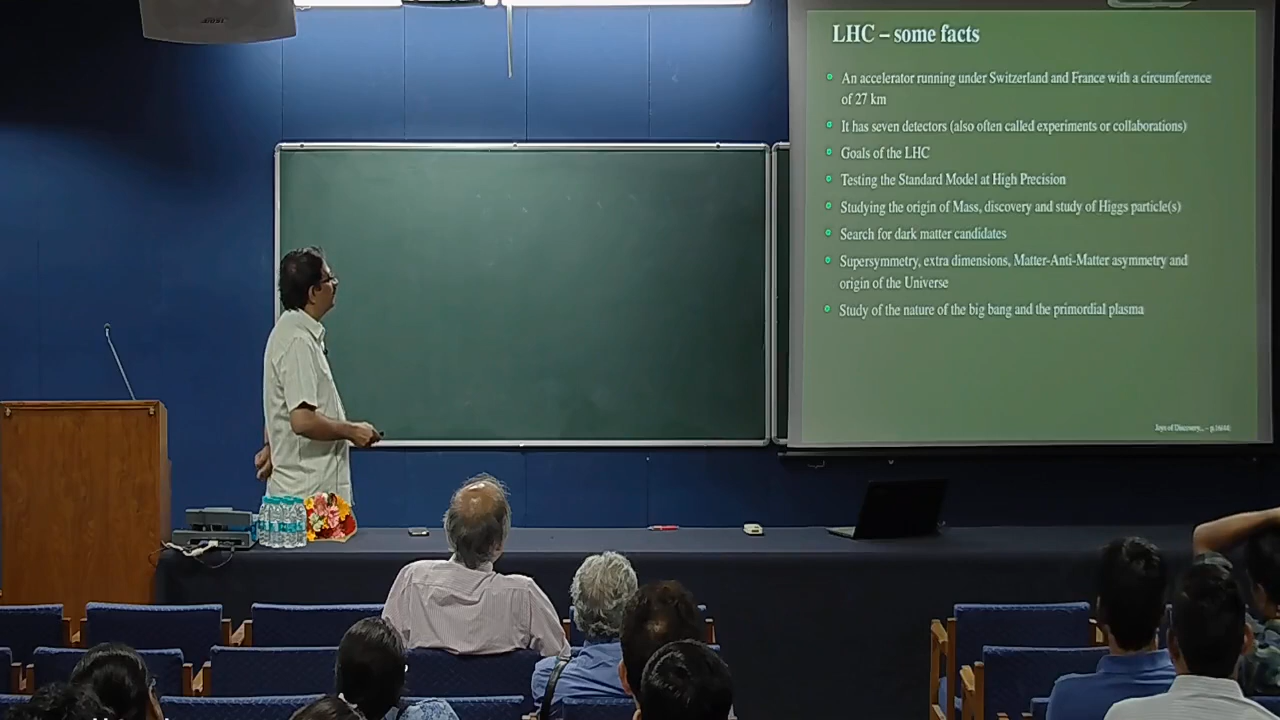 BOSE
LHC – some facts
An accelerator running under Switzerland and France with a circumference
of 27 km
It has seven detectors (also often called experiments or collaborations)
Goals of the LHC
Testing the Standard Model at High Precision
Studying the origin of Mass, discovery and study of Higgs particle(s)
Search for dark matter candidates
Supersymmetry, extra dimensions, Matter-Anti-Matter asymmetry and
origin of the Universe
Study of the nature of the big bang and the primordial plasma
Joys of Discovery...